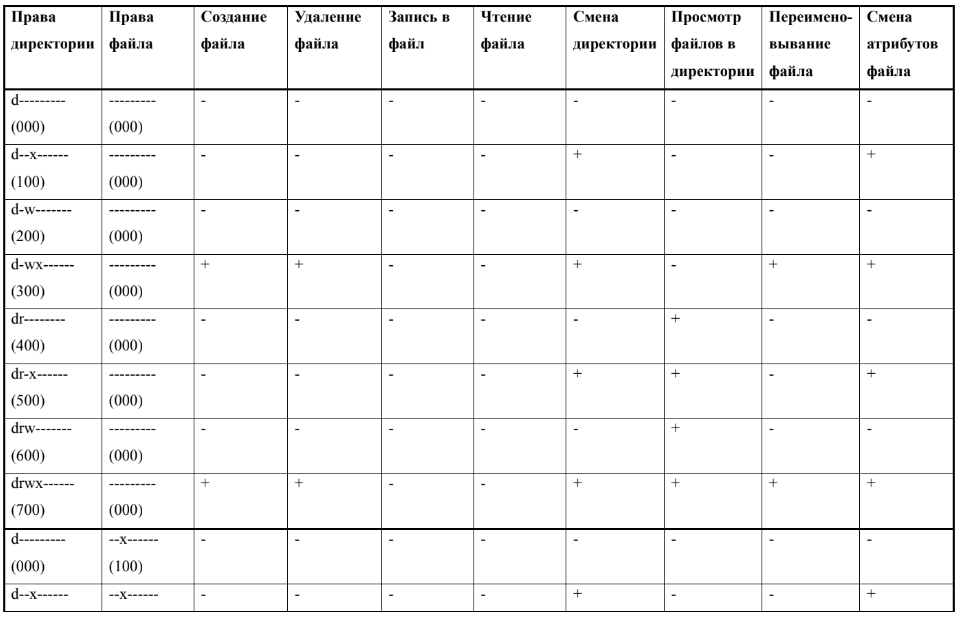 Права директории | Права файла | Создание файла | Удаление файла | Запись в файл | Чтение файла | Смена директории | Просмотр файлов в директории | Переимено- вывание файла | Смена атрибутов файла
d--------- (000) | --------- (000) | - | - | - | - | - | - | - | -
d--x------ (100) | --------- (000) | - | - | - | - | + | - | - | +
d-w------- (200) | --------- (000) | - | - | - | - | - | - | - | -
d-wx------ (300) | --------- (000) | + | + | - | - | + | - | + | +
dr-------- (400) | --------- (000) | - | - | - | - | - | + | - | -
dr-x------ (500) | --------- (000) | - | - | - | - | + | + | - | +
drw------- (600) | --------- (000) | - | - | - | - | - | + | - | -
drwx------ (700) | --------- (000) | + | + | - | - | + | + | + | +
d--------- (000) | --x------ (100) | - | - | - | - | - | - | - | -
d--x------ | --x------ | - | - | - | - | + | - | - | +